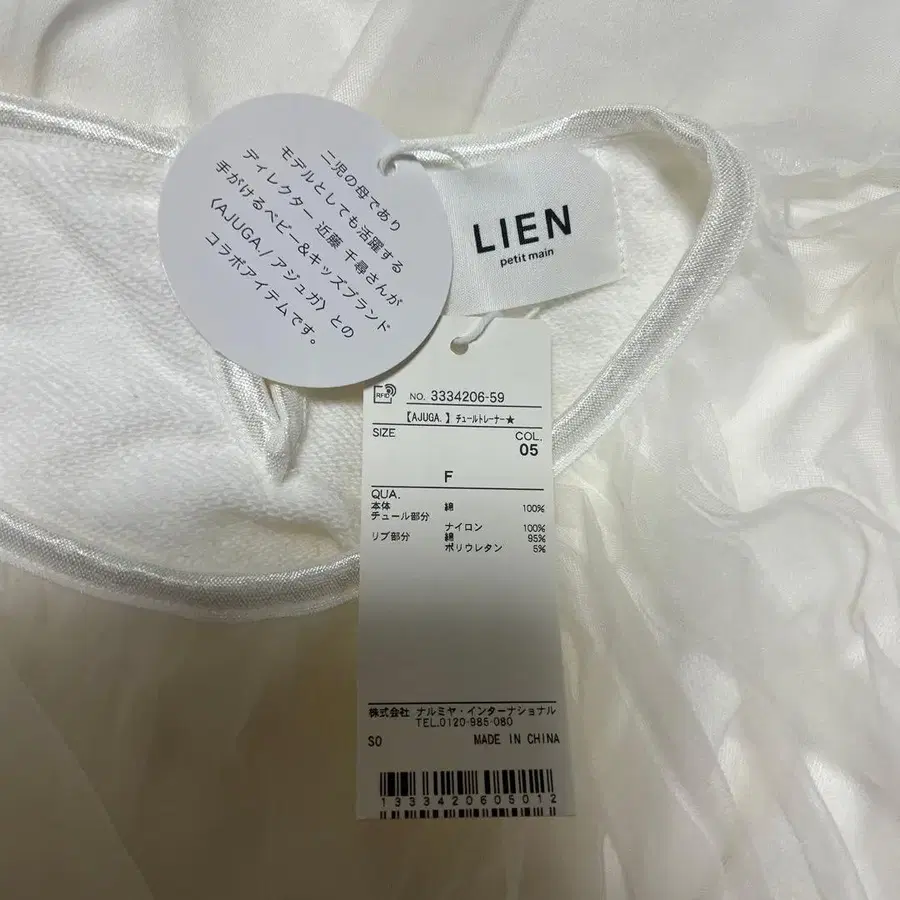 二児の母であり
モデルとしても活躍する
ディレクター 近藤 千尋さんが
手がけるベビー&キッズブランド
〈AJUGA./ アジュガ〉との
コラボアイテムです。
LIEN
petit main
RFID
NO. 3334206-59
【AJUGA.】チュールトレーナー★
SIZE
COL.
05
F
QUA.
本体 綿 100%
チュール部分
ナイロン 100%
リブ部分 綿 95%
ポリウレタン 5%
株式会社 ナルミヤ・インターナショナル
TEL.0120-985-080
SO MADE IN CHINA
1333420605012